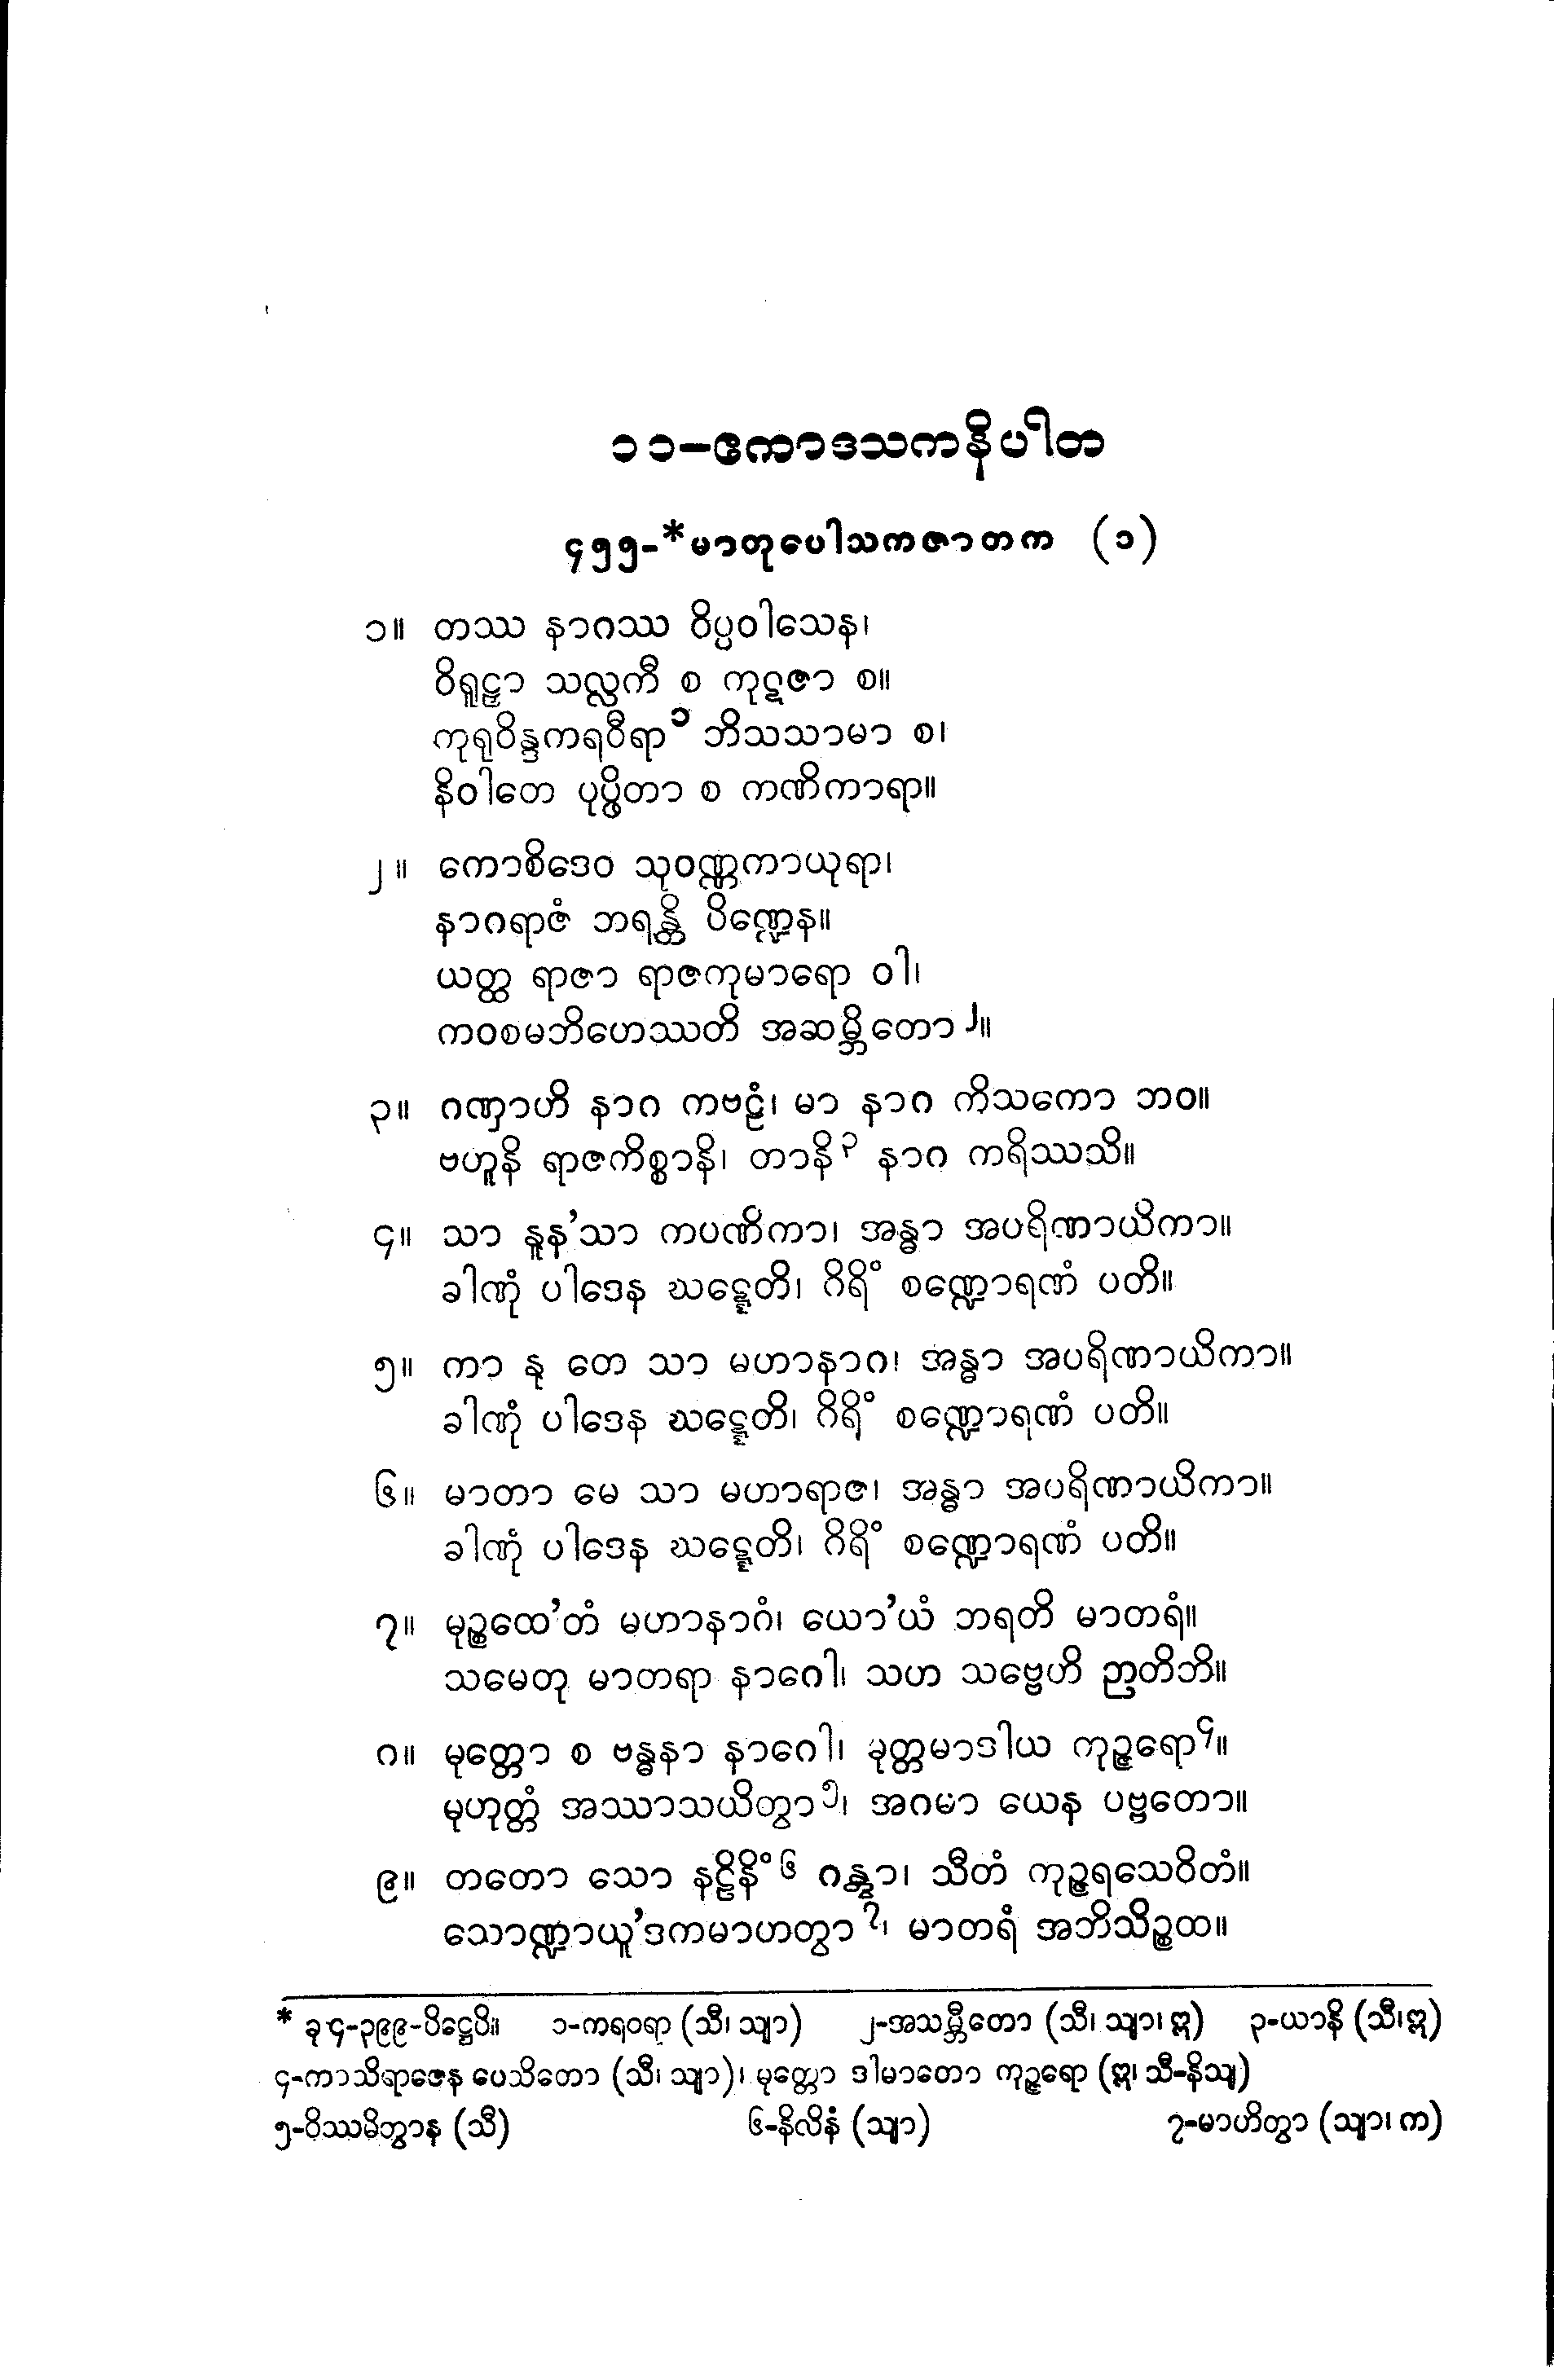 ၁၁–ဧကာဒသကနိပါတ
၄၅၅-*မာတုပေါသကဇာတက (၁)
၁။ တဿ နာဂဿ ဝိပ္ပဝါသေန၊
ဝိရူဠှာ သလ္လကီ စ ကုဋဇာ စ။
ကုရုဝိန္ဒကရဝီရာ၁ ဘိသသာမာ စ၊
နိဝါတေ ပုပ္ဖိတာ စ ကဏိကာရာ။
၂။ ကောစိဒေဝ သုဝဏ္ဏကာယုရာ၊
နာဂရာဇံ ဘရန္တိ ပိဏ္ဍေန။
ယတ္ထ ရာဇာ ရာဇကုမာရော ဝါ၊
ကဝစမဘိဟေဿတိ အဆမ္ဘိတော၂။
၃။ ဂဏှာဟိ နာဂ ကဗဠံ၊ မာ နာဂ ကိသကော ဘဝ။
ဗဟူနိ ရာဇကိစ္စာနိ၊ တာနိ၃ နာဂ ကရိဿသိ။
၄။ သာ နူန’သာ ကပဏိကာ၊ အန္ဓာ အပရိဏာယိကာ။
ခါဏုံ ပါဒေန ဃဋ္ဋေတိ၊ ဂိရိံ စဏ္ဍောရဏံ ပတိ။
၅။ ကာ နု တေ သာ မဟာနာဂ၊ အန္ဓာ အပရိဏာယိကာ။
ခါဏုံ ပါဒေန ဃဋ္ဋေတိ၊ ဂိရိံ စဏ္ဍောရဏံ ပတိ။
၆။ မာတာ မေ သာ မဟာရာဇ၊ အန္ဓာ အပရိဏာယိကာ။
ခါဏုံ ပါဒေန ဃဋ္ဋေတိ၊ ဂိရိံ စဏ္ဍောရဏံ ပတိ။
၇။ မုဉ္စထေ’တံ မဟာနာဂံ၊ ယော’ယံ ဘရတိ မာတရံ။
သမေတု မာတရာ နာဂေါ၊ သဟ သဗ္ဗေဟိ ဉာတိဘိ။
၈။ မုတ္တော စ ဗန္ဓနာ နာဂေါ၊ မုတ္တမာဒါယ ကုဉ္ဇရော၄။
မုဟုတ္တံ အဿာသယိတွာ၅၊ အဂမာ ယေန ပဗ္ဗတော။
၉။ တတော သော နဠိနိံ၆ ဂန္တွာ၊ သီတံ ကုဉ္ဇရသေဝိတံ။
သောဏ္ဍာယူ’ဒကမာဟတွာ၇၊ မာတရံ အဘိသိဉ္စထ။
* ခု၄-၃၉၉-ပိဋ္ဌေပိ။ ၁-ကရဝရာ (သီ၊ သျာ) ၂-အသမ္ဘီတော (သီ၊ သျာ၊ ဣ) ၃-ယာနိ (သီ၊ဣ)
၄-ကာသိရာဇေန ပေသိတော (သီ၊ သျာ)၊ မုတ္တော ဒါမာတော ကုဉ္ဇရော (ဣ၊ သီ-နိသျ)
၅-ဝိဿမိတွာန (သီ) ၆-နိလိနံ (သျာ) ၇-မာဟိတွာ (သျာ၊ က)